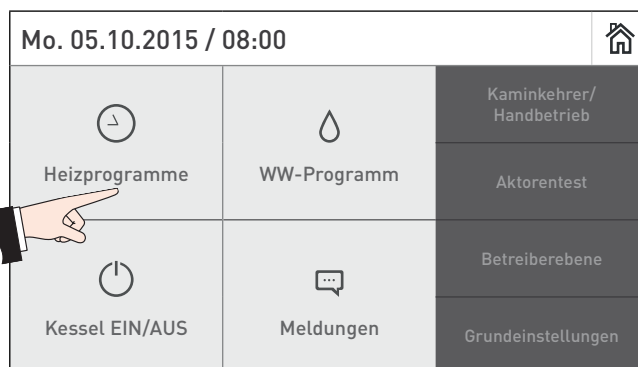 Mo. 05.10.2015 / 08:00
Heizprogramme
WW-Programm
Kessel EIN/AUS
Meldungen
Kaminkehrer/
Handbetrieb
Aktorentest
Betreiberebene
Grundeinstellungen